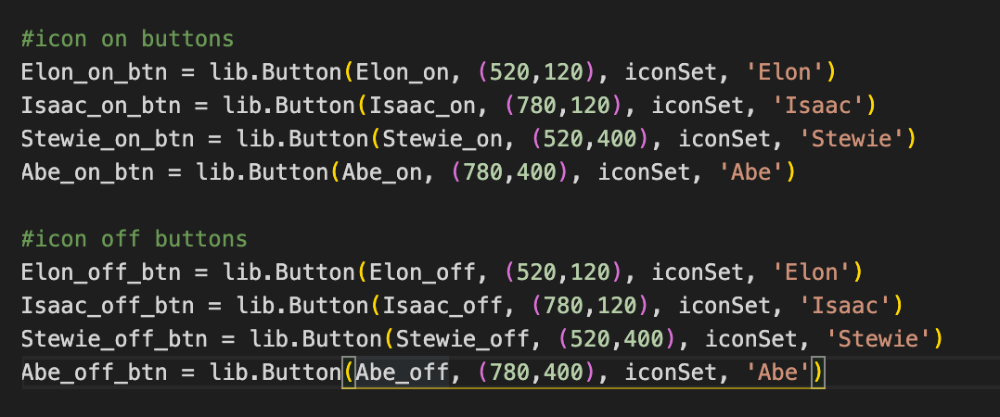 #icon on buttons
Elon_on_btn = lib.Button(Elon_on, (520,120), iconSet, 'Elon')
Isaac_on_btn = lib.Button(Isaac_on, (780,120), iconSet, 'Isaac')
Stewie_on_btn = lib.Button(Stewie_on, (520,400), iconSet, 'Stewie')
Abe_on_btn = lib.Button(Abe_on, (780,400), iconSet, 'Abe')
#icon off buttons
Elon_off_btn = lib.Button(Elon_off, (520,120), iconSet, 'Elon')
Isaac_off_btn = lib.Button(Isaac_off, (780,120), iconSet, 'Isaac')
Stewie_off_btn = lib.Button(Stewie_off, (520,400), iconSet, 'Stewie')
Abe_off_btn = lib.Button(Abe_off, (780,400), iconSet, 'Abe')